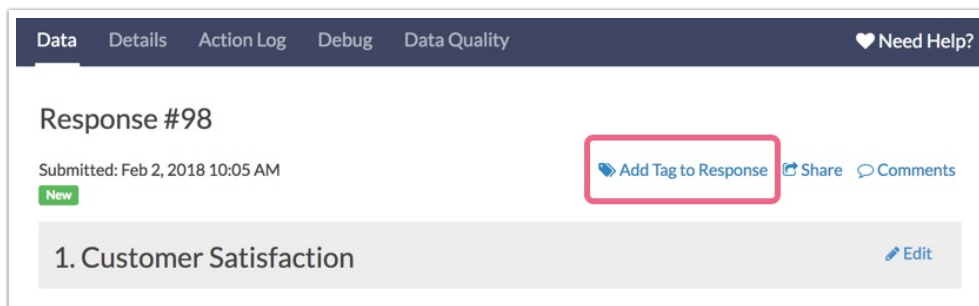 Data Details Action Log Debug Data Quality Need Help?
Response #98
Submitted: Feb 2, 2018 10:05 AM
Add Tag to Response Share Comments
New
1. Customer Satisfaction Edit